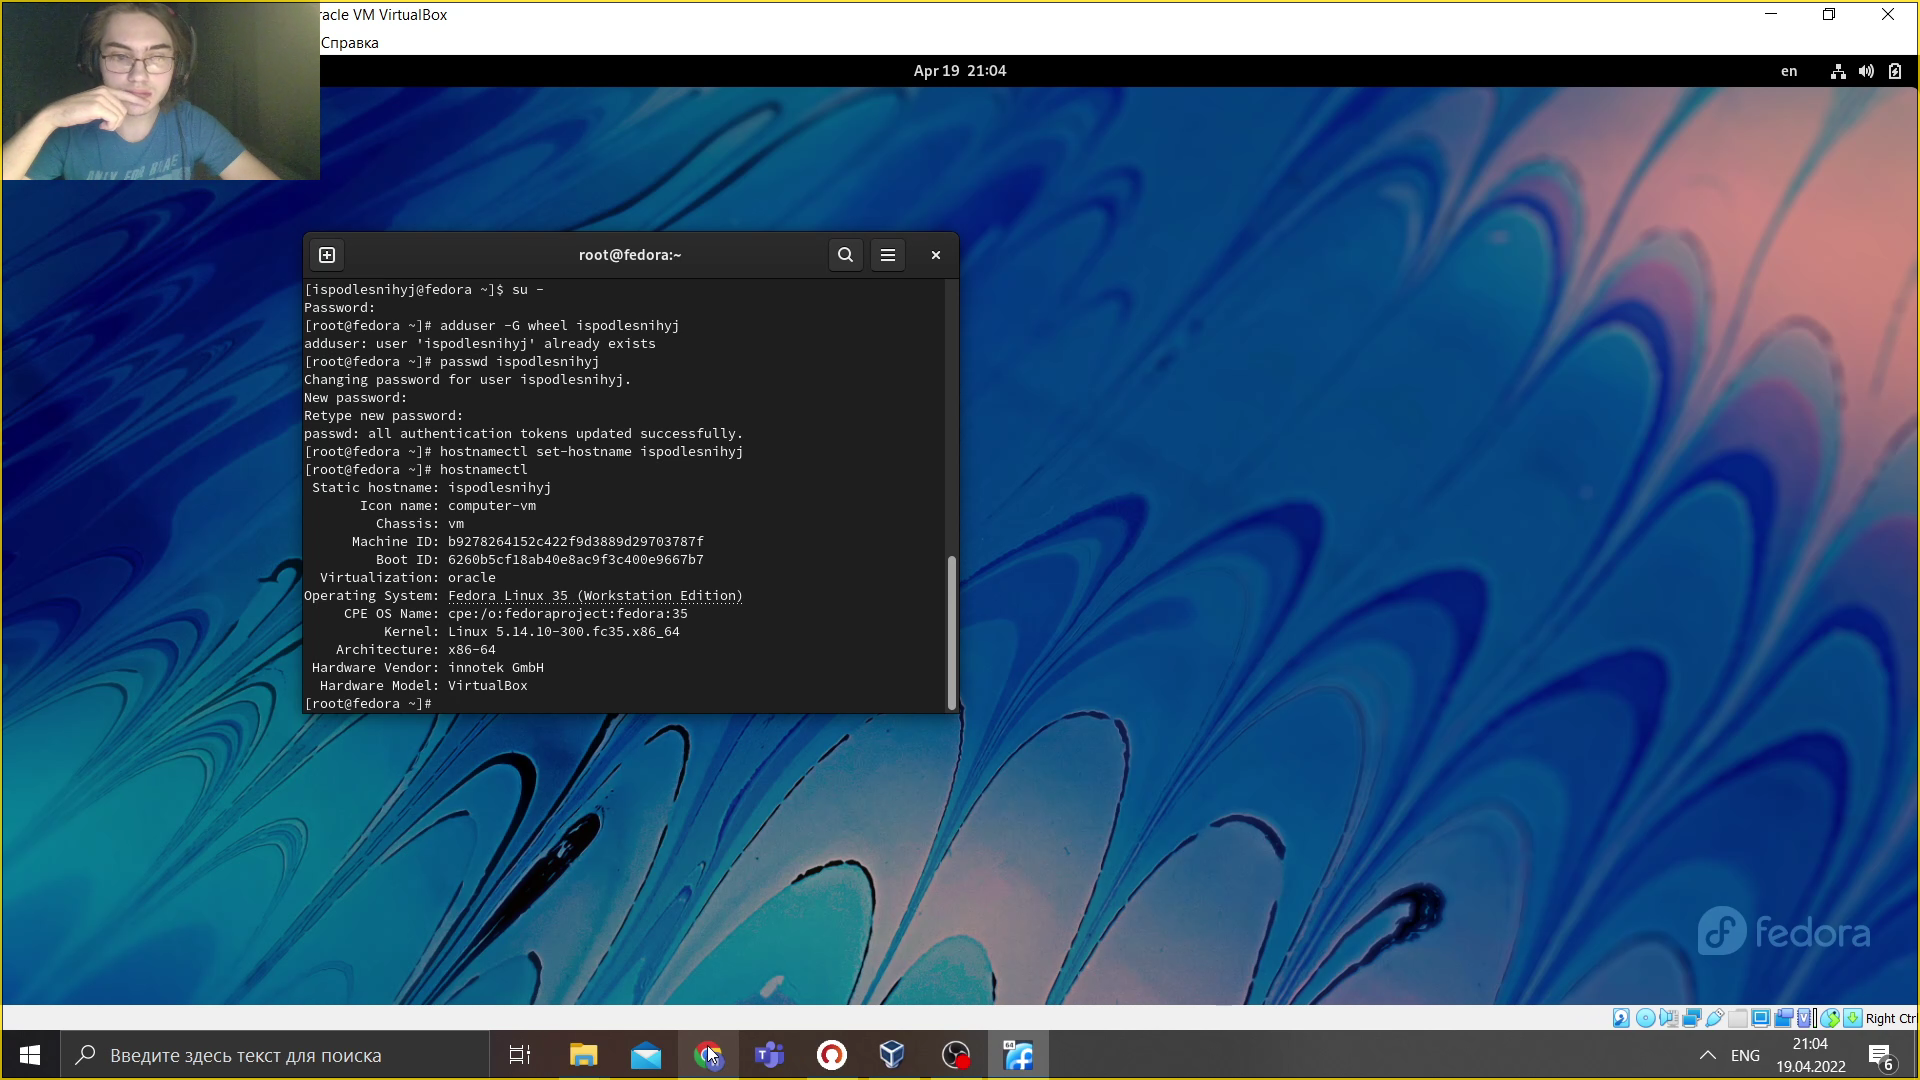 acle VM VirtualBox
Справка
Apr 19 21:04
en
root@fedora:~
[ispodlesnihyj@fedora ~]$ su -
Password:
[root@fedora ~]# adduser -G wheel ispodlesnihyj
adduser: user 'ispodlesnihyj' already exists
[root@fedora ~]# passwd ispodlesnihyj
Changing password for user ispodlesnihyj.
New password:
Retype new password:
passwd: all authentication tokens updated successfully.
[root@fedora ~]# hostnamectl set-hostname ispodlesnihyj
[root@fedora ~]# hostnamectl
Static hostname: ispodlesnihyj
Icon name: computer-vm
Chassis: vm
Machine ID: b9278264152c422f9d3889d29703787f
Boot ID: 6260b5cf18ab40e8ac9f3c400e9667b7
Virtualization: oracle
Operating System: Fedora Linux 35 (Workstation Edition)
CPE OS Name: cpe:/o:fedoraproject:fedora:35
Kernel: Linux 5.14.10-300.fc35.x86_64
Architecture: x86-64
Hardware Vendor: innotek GmbH
Hardware Model: VirtualBox
[root@fedora ~]#
fedora
Right Ctrl
Введите здесь текст для поиска
64
ENG
21:04
19.04.2022
6